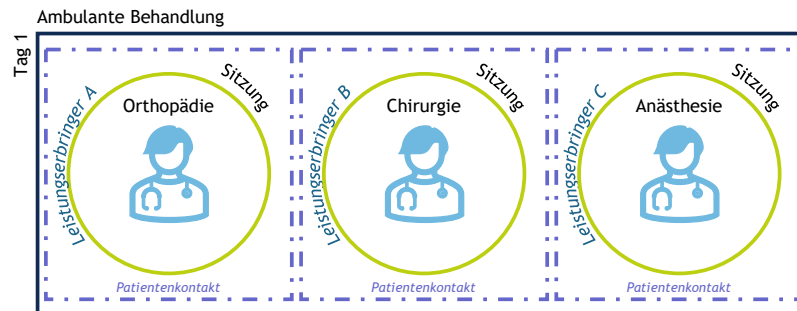 Ambulante Behandlung
Tag 1
Sitzung
Leistungserbringer A
Orthopädie
Patientenkontakt
Sitzung
Leistungserbringer B
Chirurgie
Patientenkontakt
Sitzung
Leistungserbringer C
Anästhesie
Patientenkontakt